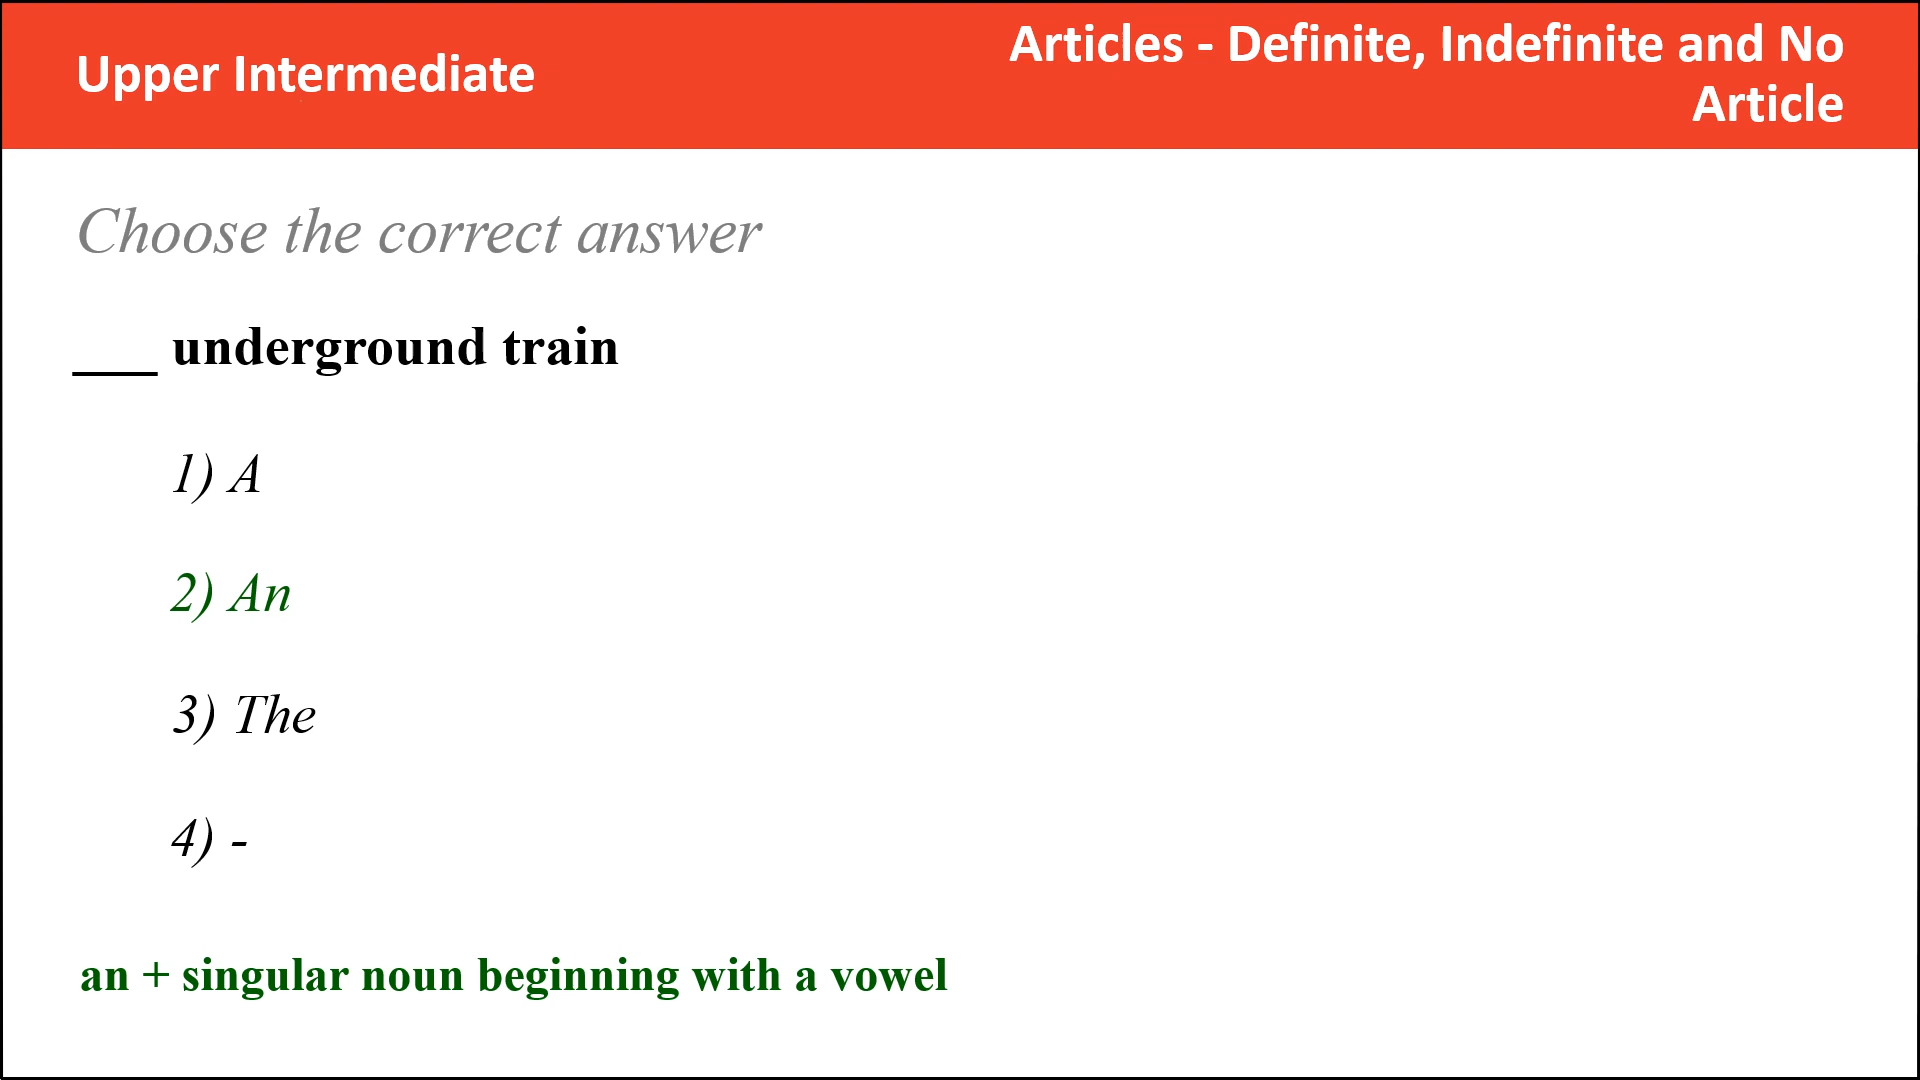 Upper Intermediate
Articles - Definite, Indefinite and No
Article
Choose the correct answer
___ underground train
1) A
2) An
3) The
4) -
an + singular noun beginning with a vowel